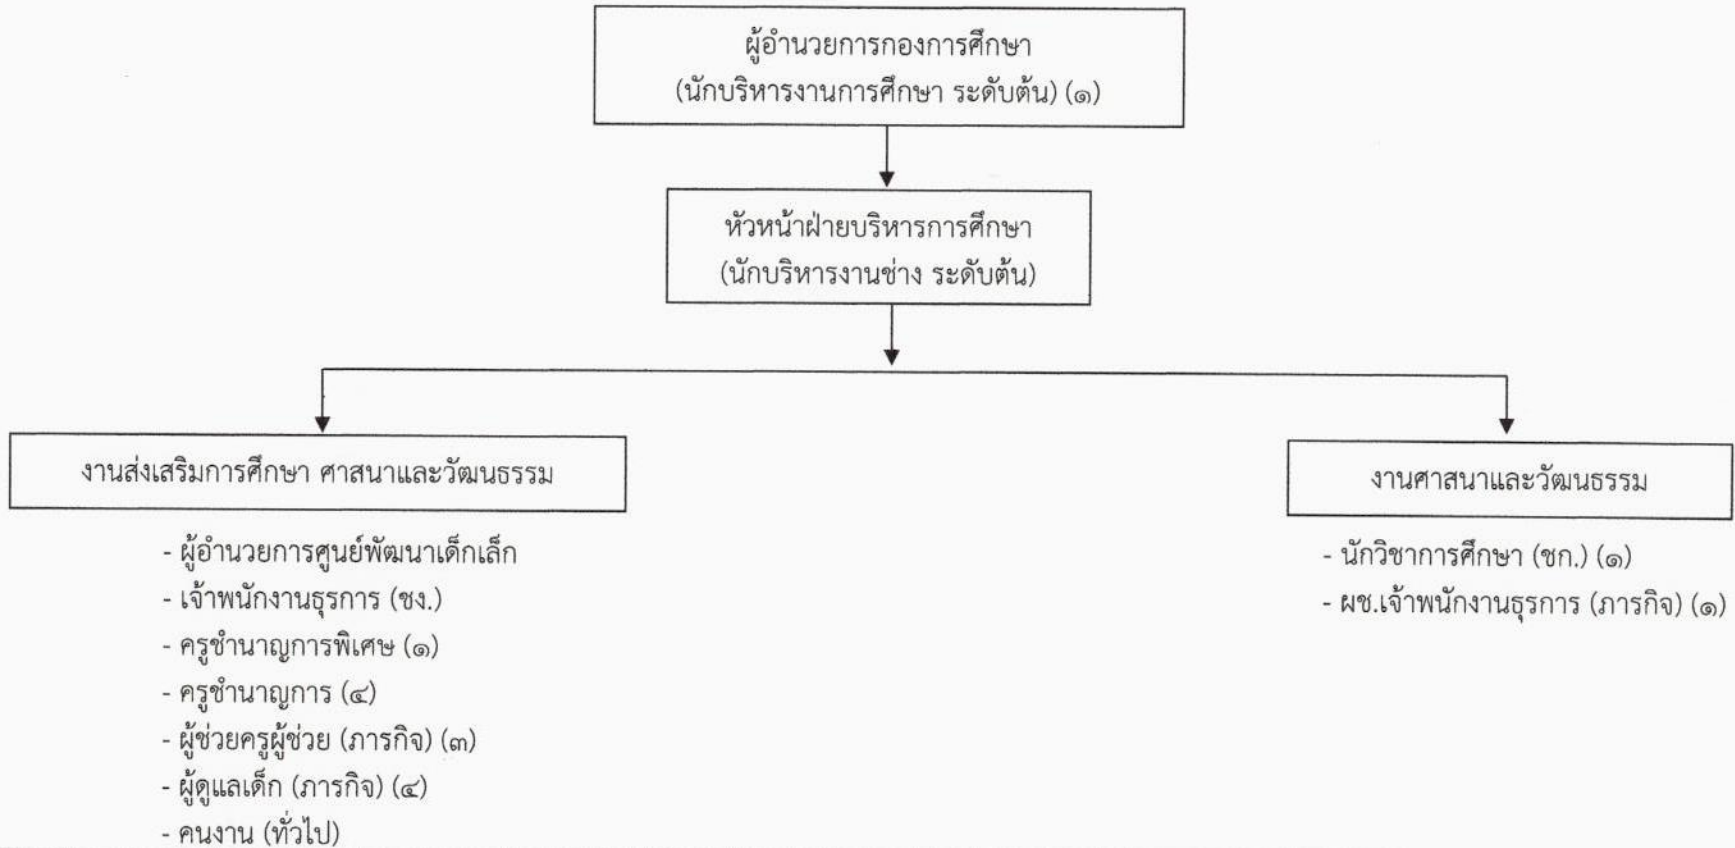 ผู้อำนวยการกองการศึกษา
(นักบริหารงานการศึกษา ระดับต้น) (๑)
หัวหน้าฝ่ายบริหารการศึกษา
(นักบริหารงานช่าง ระดับต้น)
งานส่งเสริมการศึกษา ศาสนาและวัฒนธรรม
- ผู้อำนวยการศูนย์พัฒนาเด็กเล็ก
- เจ้าพนักงานธุรการ (ชง.)
- ครูชำนาญการพิเศษ (๑)
- ครูชำนาญการ (๔)
- ผู้ช่วยครูผู้ช่วย (ภารกิจ) (๓)
- ผู้ดูแลเด็ก (ภารกิจ) (๔)
- คนงาน (ทั่วไป)
งานศาสนาและวัฒนธรรม
- นักวิชาการศึกษา (ชก.) (๑)
- ผช.เจ้าพนักงานธุรการ (ภารกิจ) (๑)